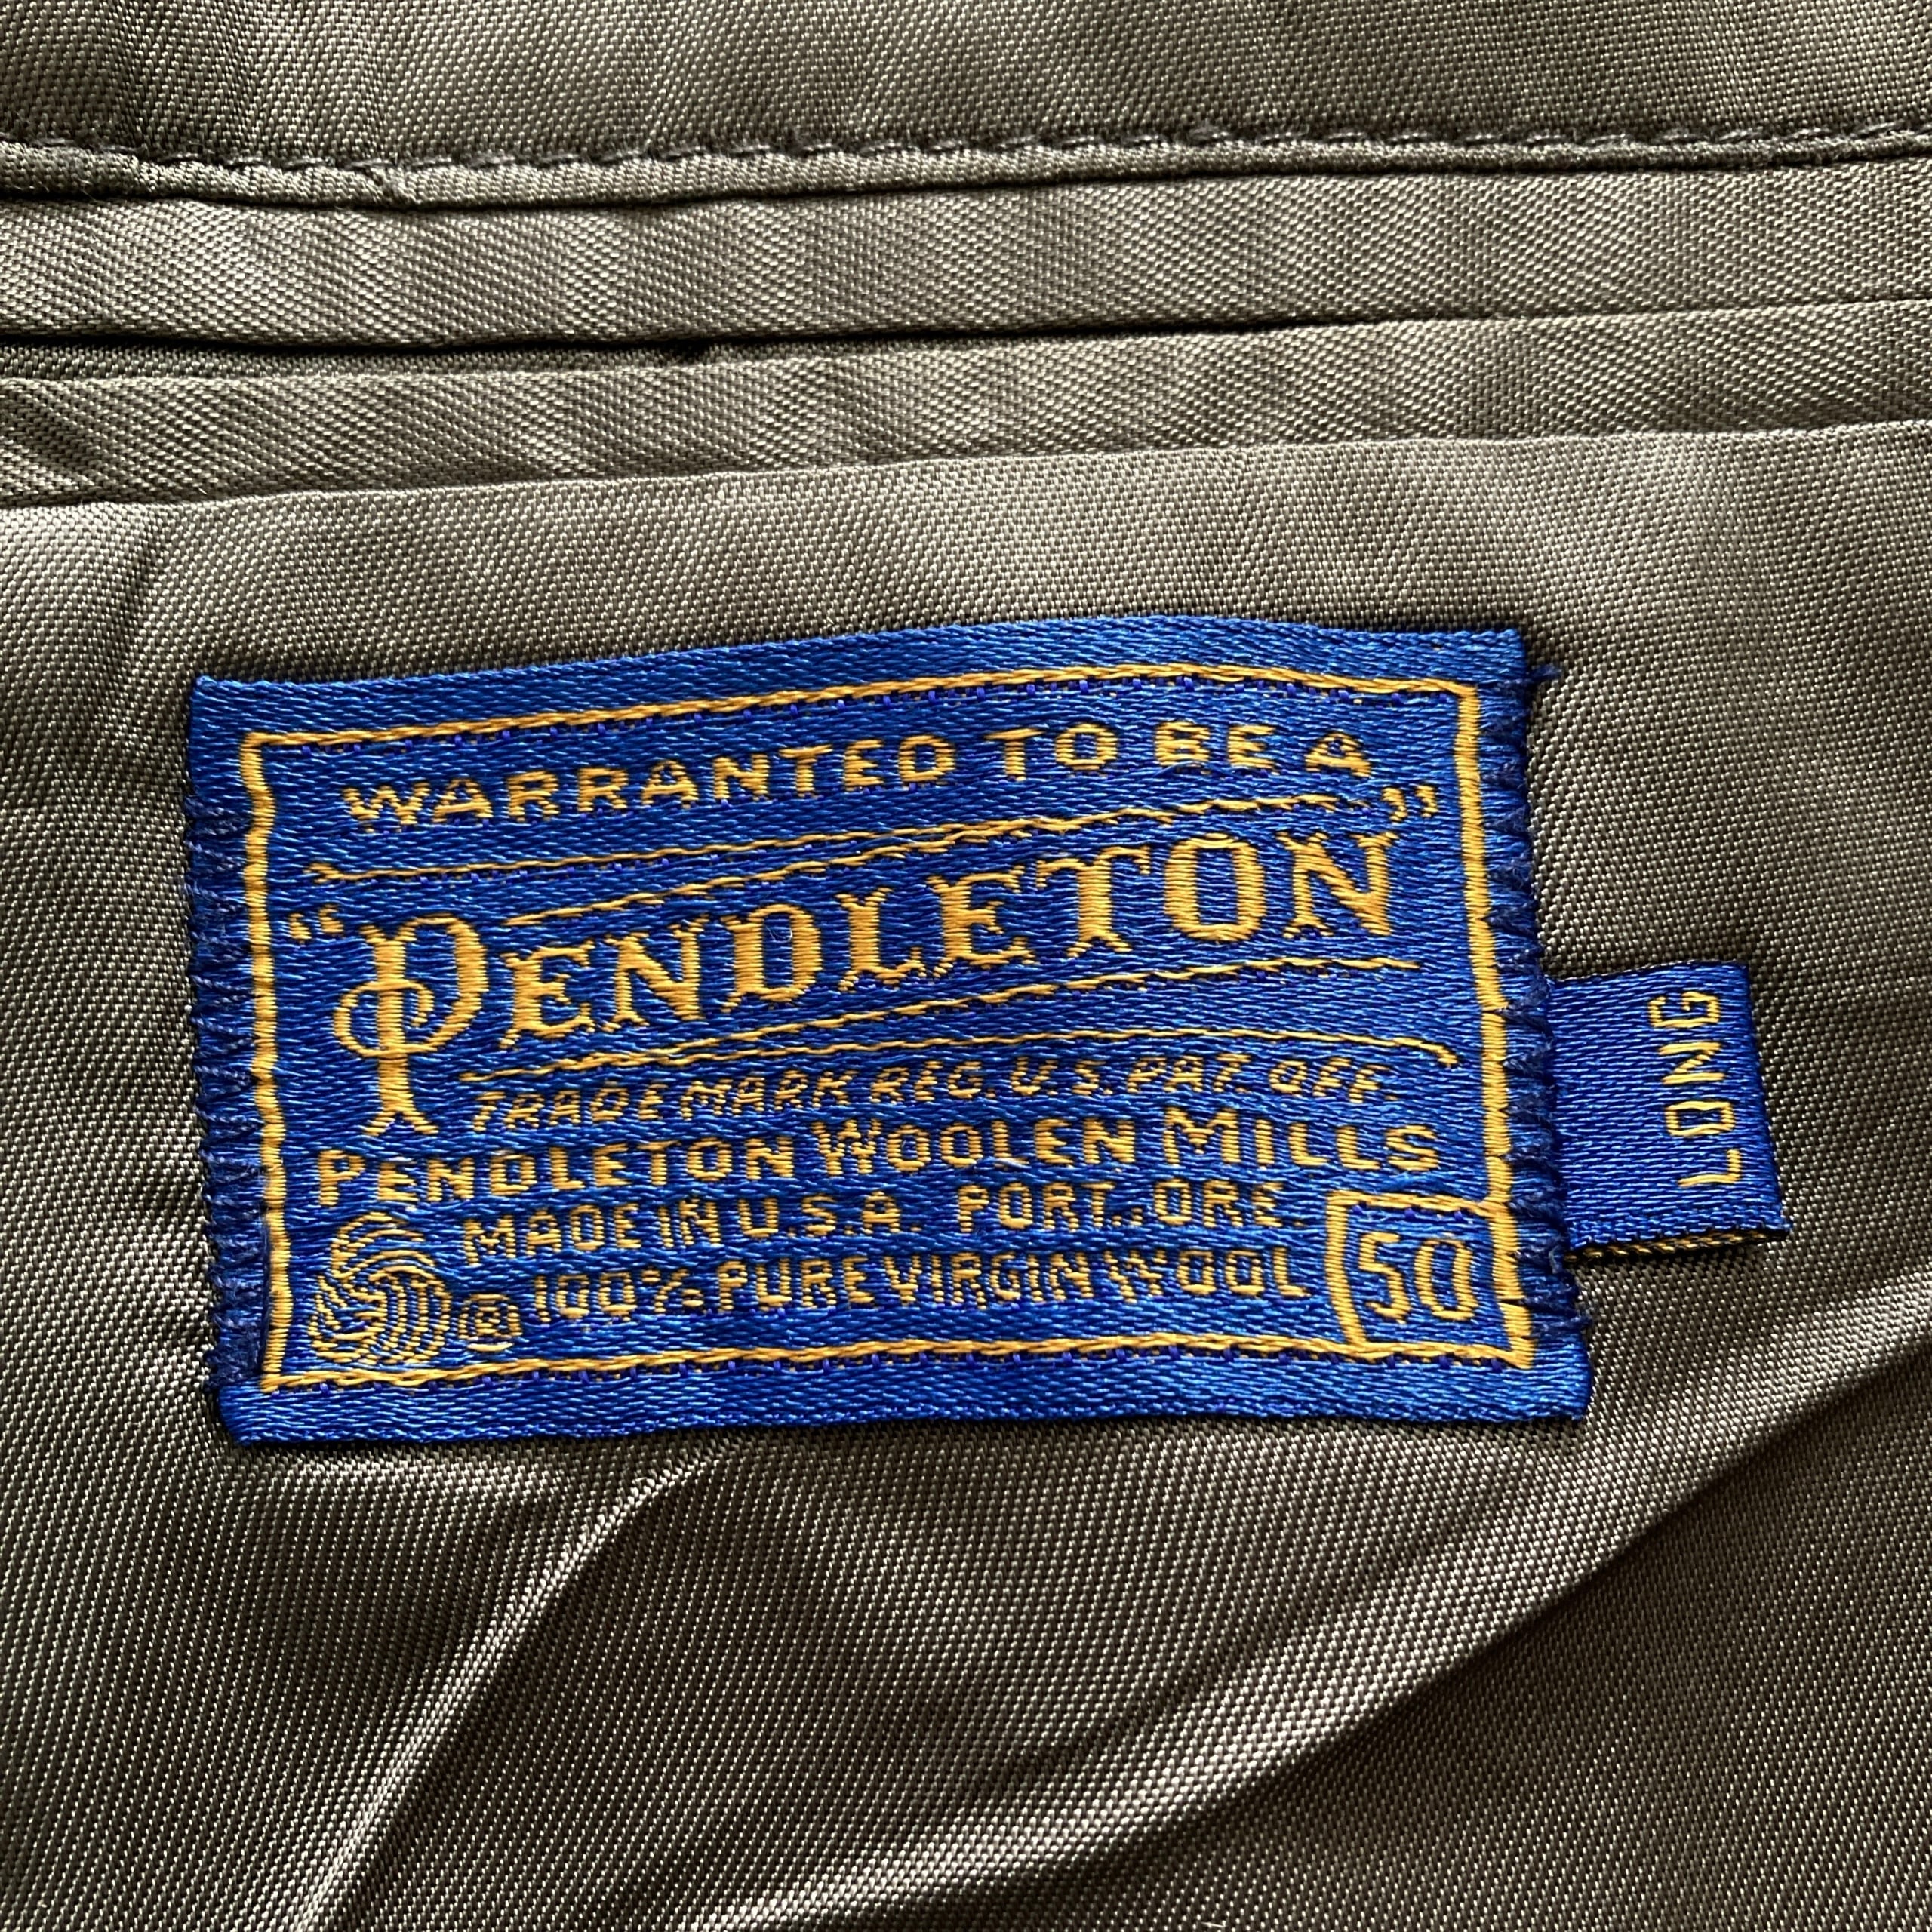 WARRANTED TO BE A
"PENDLETON"
TRADE MARK REG. U.S. PAT. OFF.
PENDLETON WOOLEN MILLS
MADE IN U.S.A. PORT., ORE.
® 100% PURE VIRGIN WOOL
50
LONG